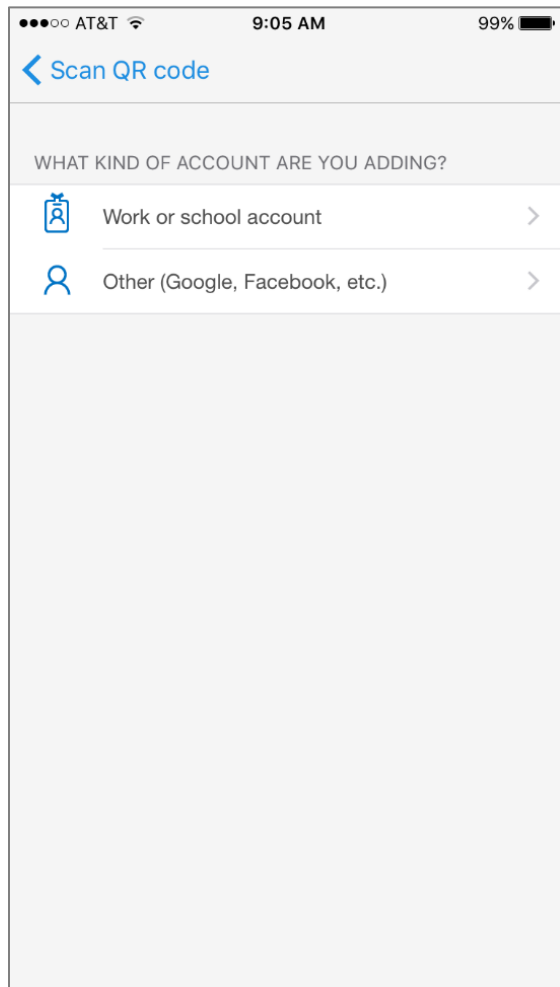 AT&T 9:05 AM 99%
Scan QR code
WHAT KIND OF ACCOUNT ARE YOU ADDING?
Work or school account
Other (Google, Facebook, etc.)